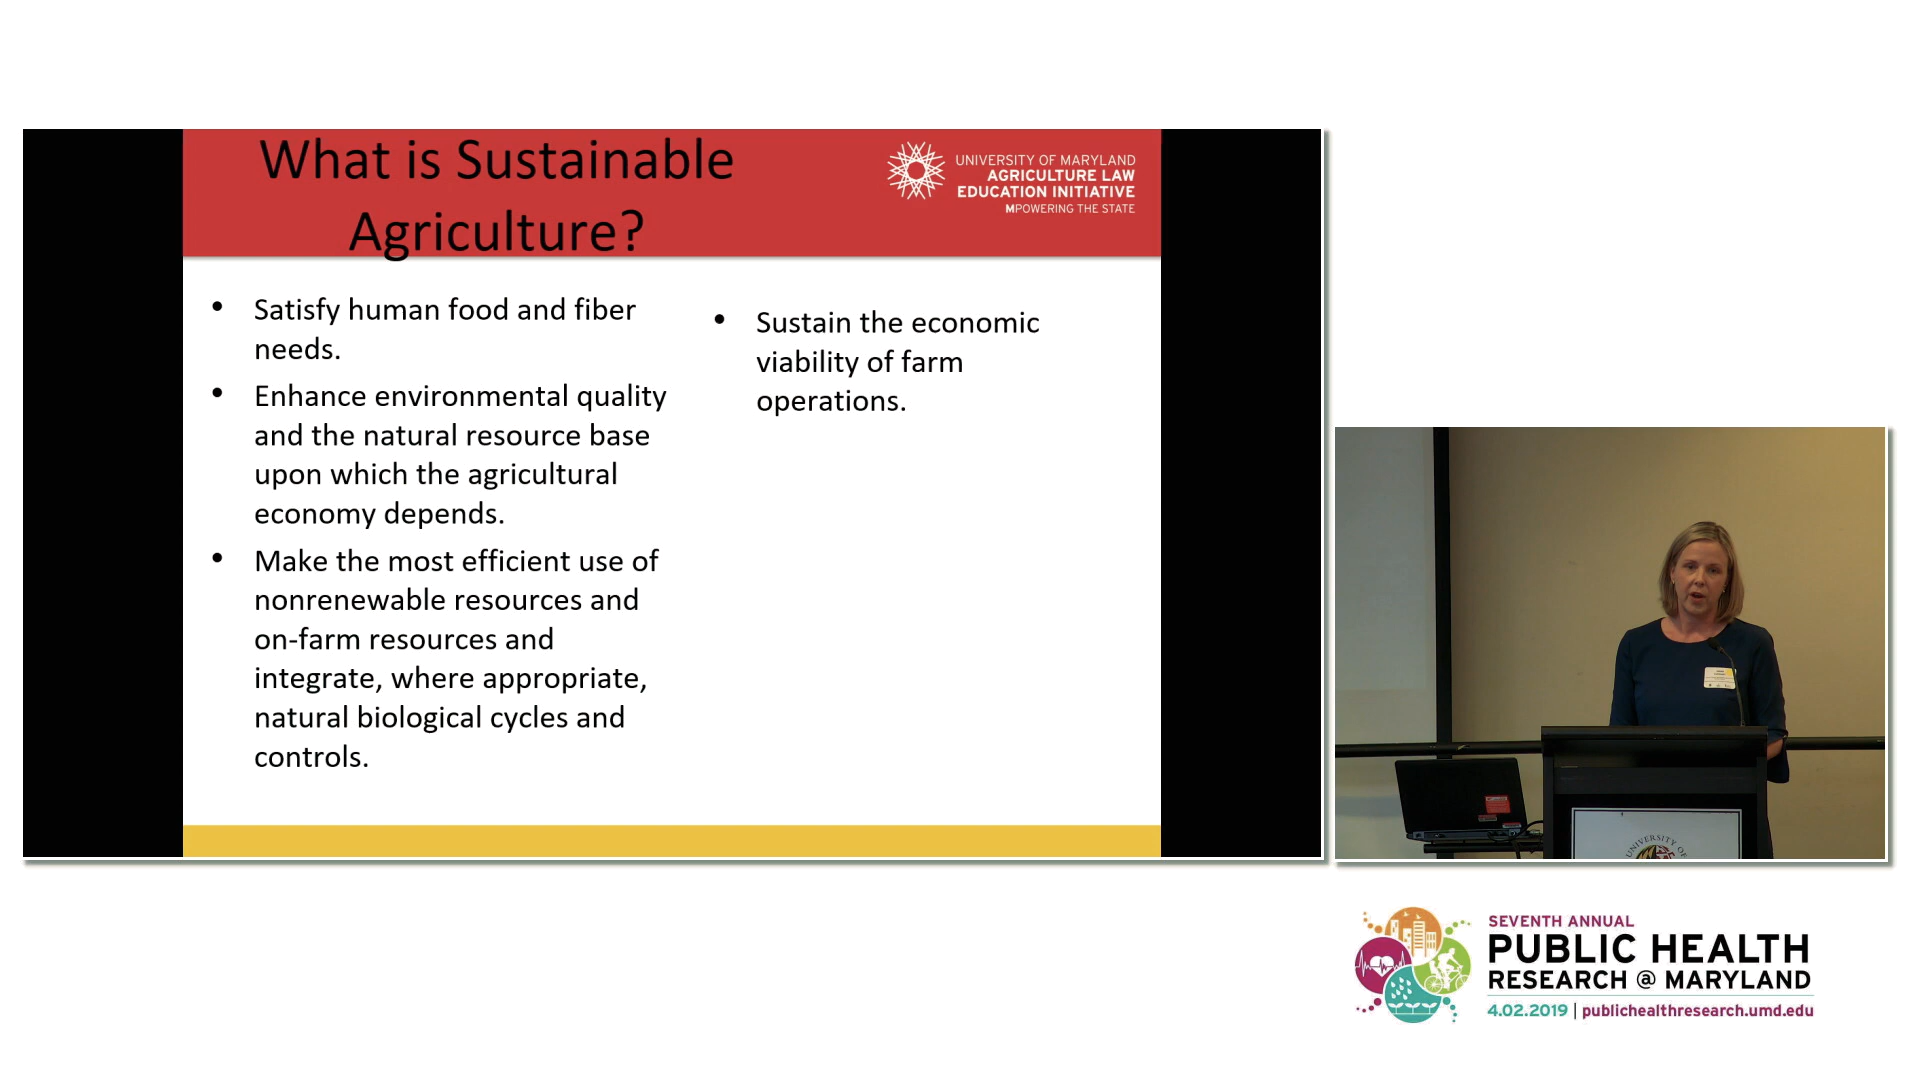 What is Sustainable
Agriculture?
UNIVERSITY OF MARYLAND
AGRICULTURE LAW
EDUCATION INITIATIVE
MPOWERING THE STATE
• Satisfy human food and fiber
needs.
• Enhance environmental quality
and the natural resource base
upon which the agricultural
economy depends.
• Make the most efficient use of
nonrenewable resources and
on-farm resources and
integrate, where appropriate,
natural biological cycles and
controls.
• Sustain the economic
viability of farm
operations.
UNIVERSITY OF
SEVENTH ANNUAL
PUBLIC HEALTH
RESEARCH @ MARYLAND
4.02.2019 | publichealthresearch.umd.edu